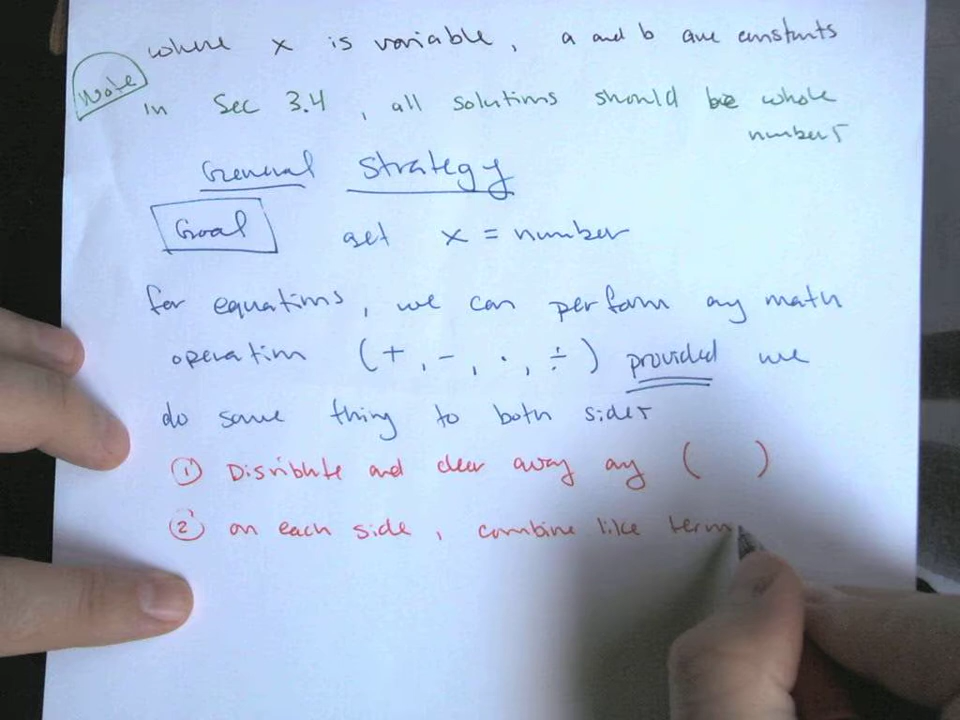 where x is variable, a and b are constants
Note
in Sec 3.4, all solutions should be whole
numbers
General Strategy
Goal get x = number
for equations, we can perform any math
operation (+, -, ·, ÷) provided we
do same thing to both sides
① Disribute and clear away any ( )
② on each side, combine like term